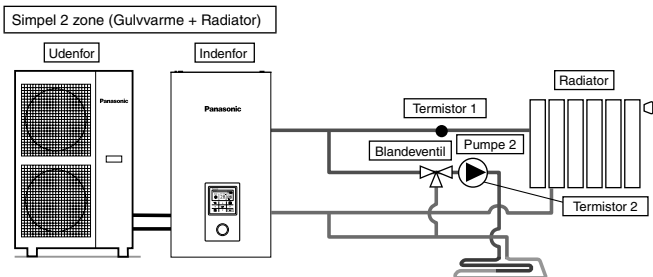 Simpel 2 zone (Gulvvarme + Radiator)
Udenfor
Indenfor
Panasonic
Panasonic
Radiator
Termistor 1
Blandeventil
Pumpe 2
Termistor 2